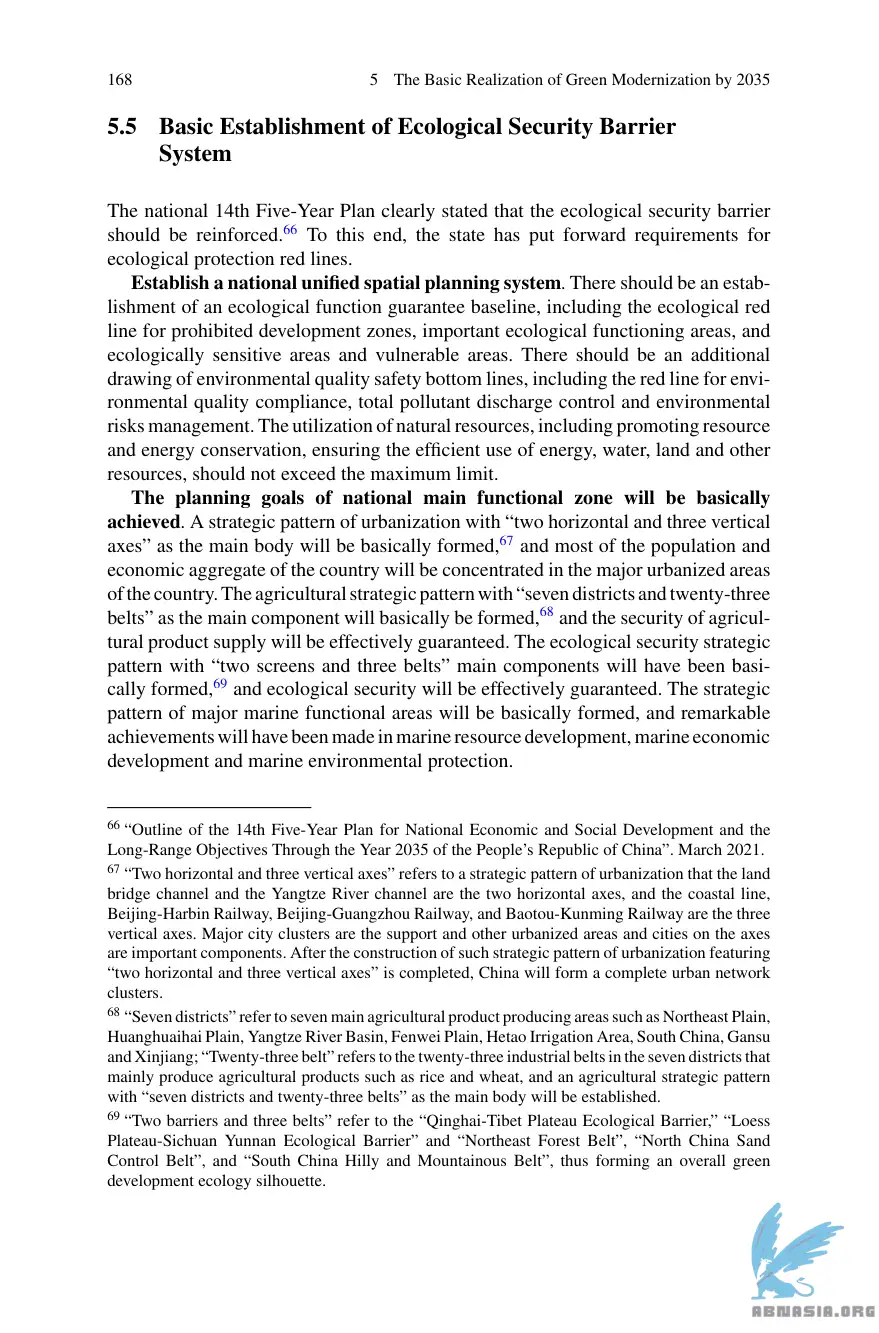 168
5 The Basic Realization of Green Modernization by 2035
5.5 Basic Establishment of Ecological Security Barrier
System
The national 14th Five-Year Plan clearly stated that the ecological security barrier
should be reinforced.66 To this end, the state has put forward requirements for
ecological protection red lines.
Establish a national unified spatial planning system. There should be an estab-
lishment of an ecological function guarantee baseline, including the ecological red
line for prohibited development zones, important ecological functioning areas, and
ecologically sensitive areas and vulnerable areas. There should be an additional
drawing of environmental quality safety bottom lines, including the red line for envi-
ronmental quality compliance, total pollutant discharge control and environmental
risks management. The utilization of natural resources, including promoting resource
and energy conservation, ensuring the efficient use of energy, water, land and other
resources, should not exceed the maximum limit.
The planning goals of national main functional zone will be basically
achieved. A strategic pattern of urbanization with “two horizontal and three vertical
axes” as the main body will be basically formed,67 and most of the population and
economic aggregate of the country will be concentrated in the major urbanized areas
of the country. The agricultural strategic pattern with “seven districts and twenty-three
belts” as the main component will basically be formed,68 and the security of agricul-
tural product supply will be effectively guaranteed. The ecological security strategic
pattern with “two screens and three belts” main components will have been basi-
cally formed,69 and ecological security will be effectively guaranteed. The strategic
pattern of major marine functional areas will be basically formed, and remarkable
achievements will have been made in marine resource development, marine economic
development and marine environmental protection.
66 “Outline of the 14th Five-Year Plan for National Economic and Social Development and the
Long-Range Objectives Through the Year 2035 of the People’s Republic of China”. March 2021.
67 “Two horizontal and three vertical axes” refers to a strategic pattern of urbanization that the land
bridge channel and the Yangtze River channel are the two horizontal axes, and the coastal line,
Beijing-Harbin Railway, Beijing-Guangzhou Railway, and Baotou-Kunming Railway are the three
vertical axes. Major city clusters are the support and other urbanized areas and cities on the axes
are important components. After the construction of such strategic pattern of urbanization featuring
“two horizontal and three vertical axes” is completed, China will form a complete urban network
clusters.
68 “Seven districts” refer to seven main agricultural product producing areas such as Northeast Plain,
Huanghuaihai Plain, Yangtze River Basin, Fenwei Plain, Hetao Irrigation Area, South China, Gansu
and Xinjiang; “Twenty-three belt” refers to the twenty-three industrial belts in the seven districts that
mainly produce agricultural products such as rice and wheat, and an agricultural strategic pattern
with “seven districts and twenty-three belts” as the main body will be established.
69 “Two barriers and three belts” refer to the “Qinghai-Tibet Plateau Ecological Barrier,” “Loess
Plateau-Sichuan Yunnan Ecological Barrier” and “Northeast Forest Belt”, “North China Sand
Control Belt”, and “South China Hilly and Mountainous Belt”, thus forming an overall green
development ecology silhouette.
ABNASIA.ORG